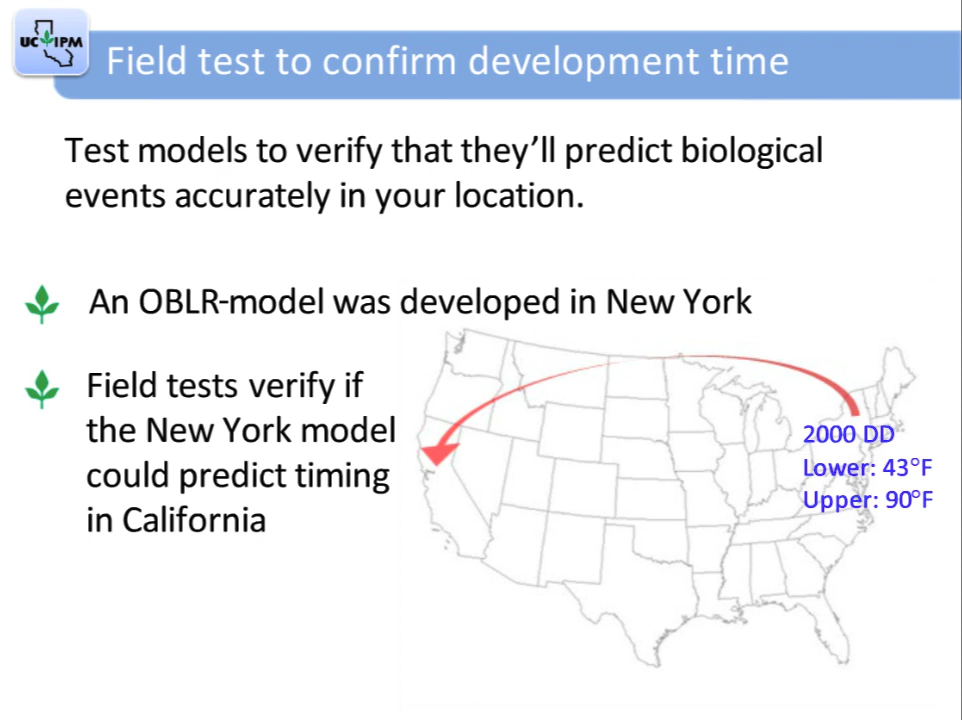 UC IPM
Field test to confirm development time
Test models to verify that they'll predict biological
events accurately in your location.
An OBLR-model was developed in New York
Field tests verify if
the New York model
could predict timing
in California
2000 DD
Lower: 43°F
Upper: 90°F